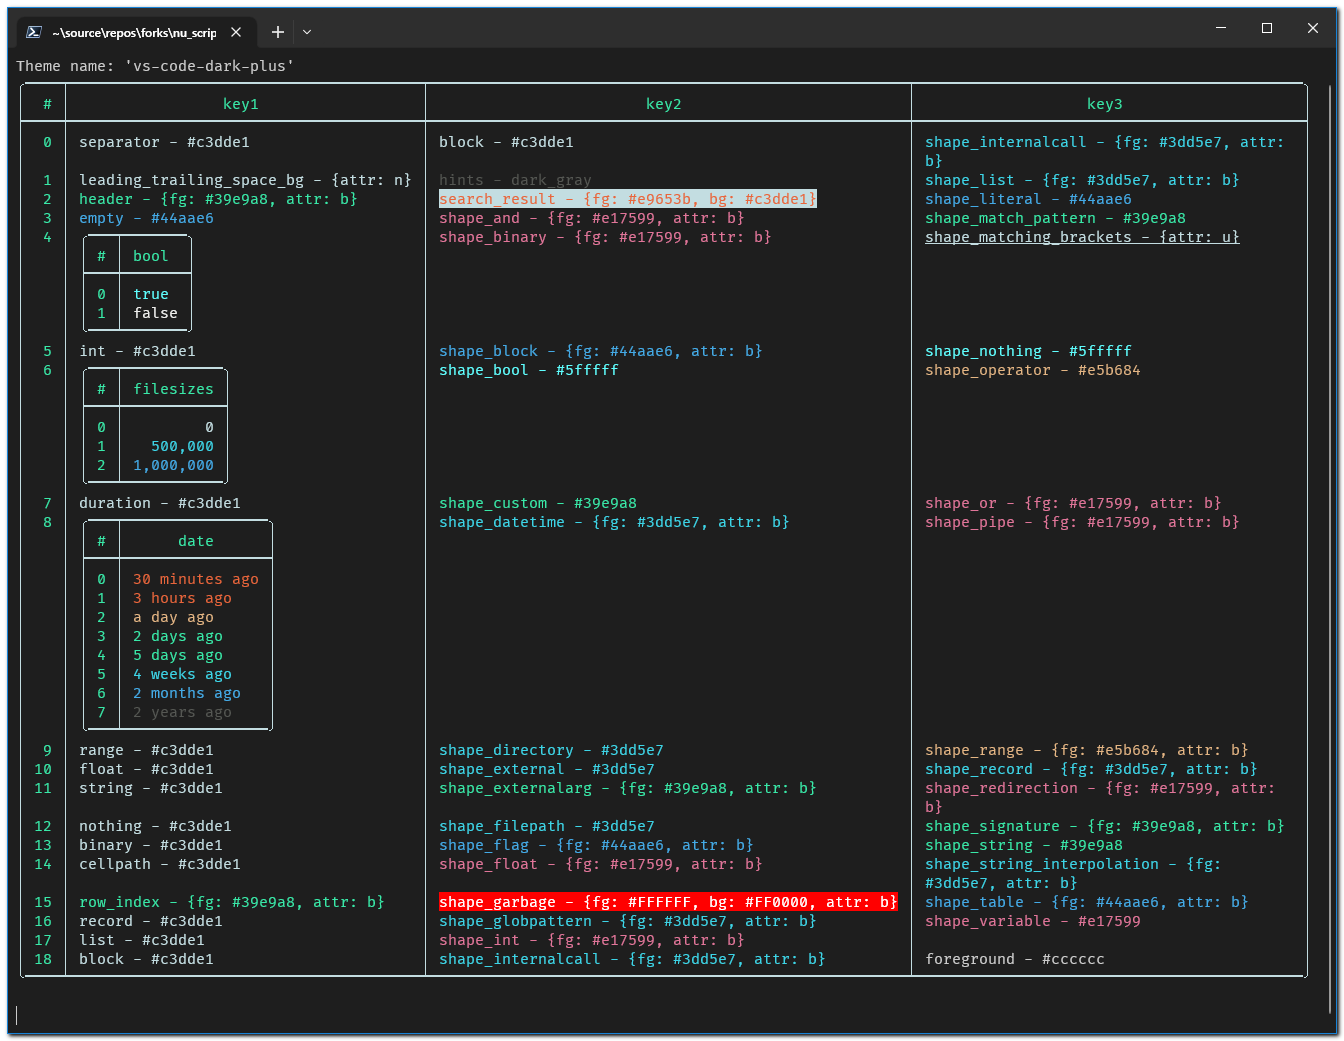 ~\source\repos\forks\nu_scrip
Theme name: 'vs-code-dark-plus'
# key1 key2 key3
0 separator - #c3dde1 block - #c3dde1 shape_internalcall - {fg: #3dd5e7, attr:
b}
1 leading_trailing_space_bg - {attr: n} hints - dark_gray shape_list - {fg: #3dd5e7, attr: b}
2 header - {fg: #39e9a8, attr: b} search_result - {fg: #e9653b, bg: #c3dde1} shape_literal - #44aae6
3 empty - #44aae6 shape_and - {fg: #e17599, attr: b} shape_match_pattern - #39e9a8
4 shape_binary - {fg: #e17599, attr: b} shape_matching_brackets - {attr: u}
# bool
0 true
1 false
5 int - #c3dde1 shape_block - {fg: #44aae6, attr: b} shape_nothing - #5fffff
6 shape_bool - #5fffff shape_operator - #e5b684
# filesizes
0 0
1 500,000
2 1,000,000
7 duration - #c3dde1 shape_custom - #39e9a8 shape_or - {fg: #e17599, attr: b}
8 shape_datetime - {fg: #3dd5e7, attr: b} shape_pipe - {fg: #e17599, attr: b}
# date
0 30 minutes ago
1 3 hours ago
2 a day ago
3 2 days ago
4 5 days ago
5 4 weeks ago
6 2 months ago
7 2 years ago
9 range - #c3dde1 shape_directory - #3dd5e7 shape_range - {fg: #e5b684, attr: b}
10 float - #c3dde1 shape_external - #3dd5e7 shape_record - {fg: #3dd5e7, attr: b}
11 string - #c3dde1 shape_externalarg - {fg: #39e9a8, attr: b} shape_redirection - {fg: #e17599, attr:
b}
12 nothing - #c3dde1 shape_filepath - #3dd5e7 shape_signature - {fg: #39e9a8, attr: b}
13 binary - #c3dde1 shape_flag - {fg: #44aae6, attr: b} shape_string - #39e9a8
14 cellpath - #c3dde1 shape_float - {fg: #e17599, attr: b} shape_string_interpolation - {fg:
#3dd5e7, attr: b}
15 row_index - {fg: #39e9a8, attr: b} shape_garbage - {fg: #FFFFFF, bg: #FF0000, attr: b} shape_table - {fg: #44aae6, attr: b}
16 record - #c3dde1 shape_globpattern - {fg: #3dd5e7, attr: b} shape_variable - #e17599
17 list - #c3dde1 shape_int - {fg: #e17599, attr: b}
18 block - #c3dde1 shape_internalcall - {fg: #3dd5e7, attr: b} foreground - #cccccc